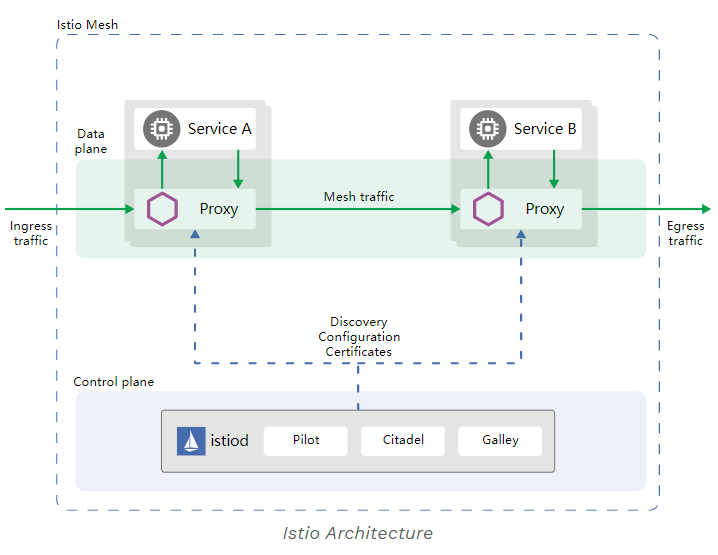 Istio Mesh
Data
plane
Service A
Service B
Proxy
Mesh traffic
Proxy
Ingress
traffic
Egress
traffic
Discovery
Configuration
Certificates
Control plane
istiod
Pilot
Citadel
Galley
Istio Architecture